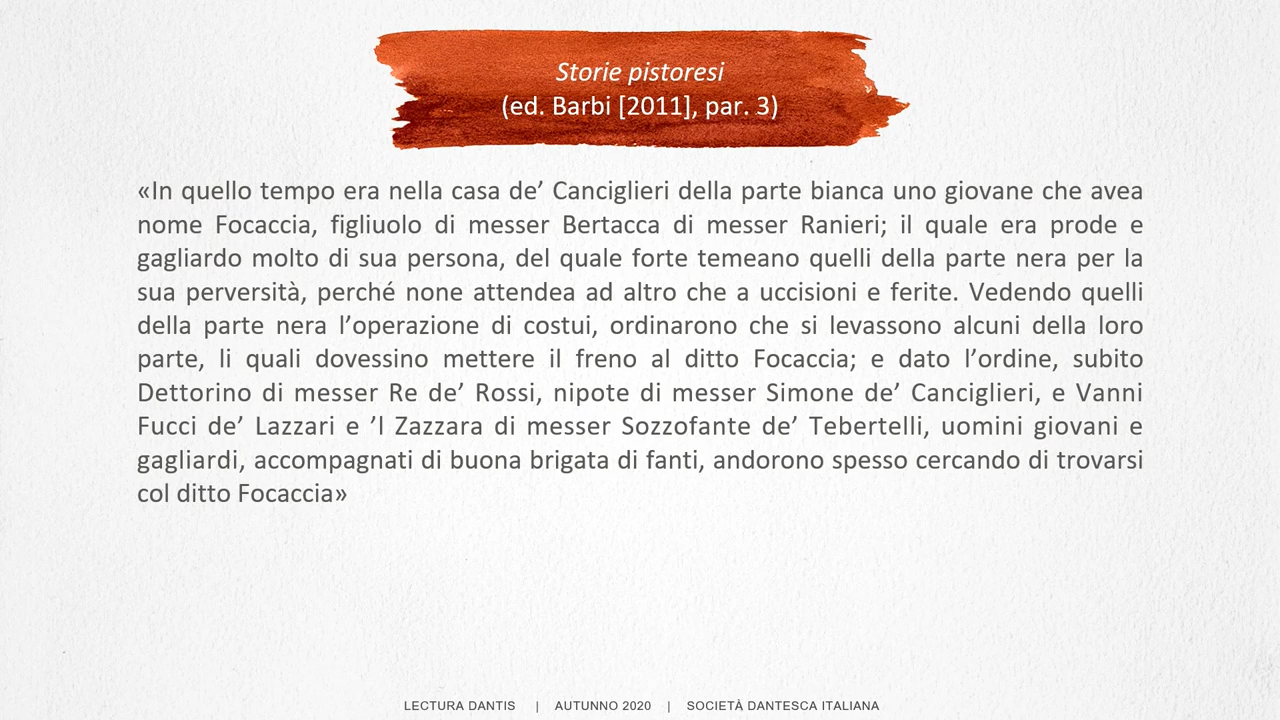 Storie pistoresi
(ed. Barbi [2011], par. 3)
«In quello tempo era nella casa de’ Canciglieri della parte bianca uno giovane che avea
nome Focaccia, figliuolo di messer Bertacca di messer Ranieri; il quale era prode e
gagliardo molto di sua persona, del quale forte temeano quelli della parte nera per la
sua perversità, perché none attendea ad altro che a uccisioni e ferite. Vedendo quelli
della parte nera l’operazione di costui, ordinarono che si levassono alcuni della loro
parte, li quali dovessino mettere il freno al ditto Focaccia; e dato l’ordine, subito
Dettorino di messer Re de’ Rossi, nipote di messer Simone de’ Canciglieri, e Vanni
Fucci de’ Lazzari e ’l Zazzara di messer Sozzofante de’ Tebertelli, uomini giovani e
gagliardi, accompagnati di buona brigata di fanti, andorono spesso cercando di trovarsi
col ditto Focaccia»
LECTURA DANTIS | AUTUNNO 2020 | SOCIETÀ DANTESCA ITALIANA